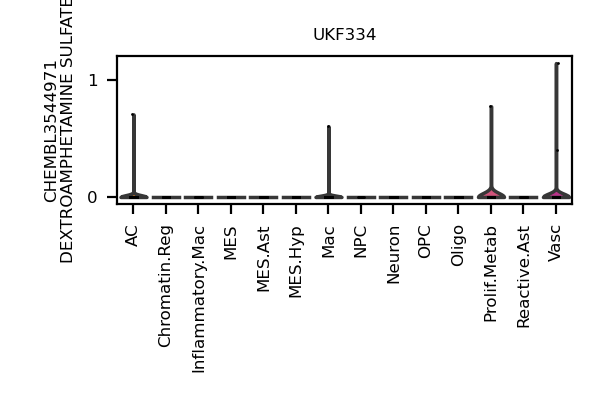 UKF334
CHEMBL3544971
DEXTROAMPHETAMINE SULFATE
1
0
AC
Chromatin.Reg
Inflammatory.Mac
MES
MES.Ast
MES.Hyp
Mac
NPC
Neuron
OPC
Oligo
Prolif.Metab
Reactive.Ast
Vasc